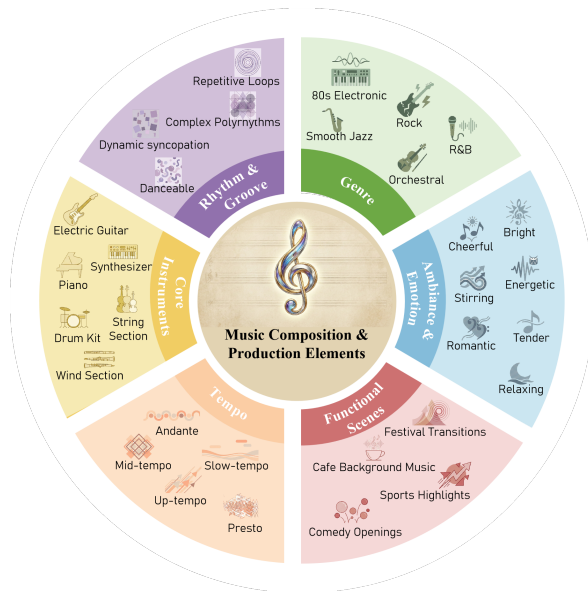 Repetitive Loops
Complex Polyrnythms
Dynamic syncopation
Danceable
Rhythm &
Groove
80s Electronic
Rock
Smooth Jazz
R&B
Orchestral
Genre
Cheerful
Bright
Stirring
Energetic
Romantic
Tender
Relaxing
Ambiance &
Emotion
Festival Transitions
Cafe Background Music
Sports Highlights
Comedy Openings
Functional
Scenes
Andante
Mid-tempo
Slow-tempo
Up-tempo
Presto
Tempo
Electric Guitar
Synthesizer
Piano
String
Section
Drum Kit
Wind Section
Core
Instruments
Music Composition &
Production Elements